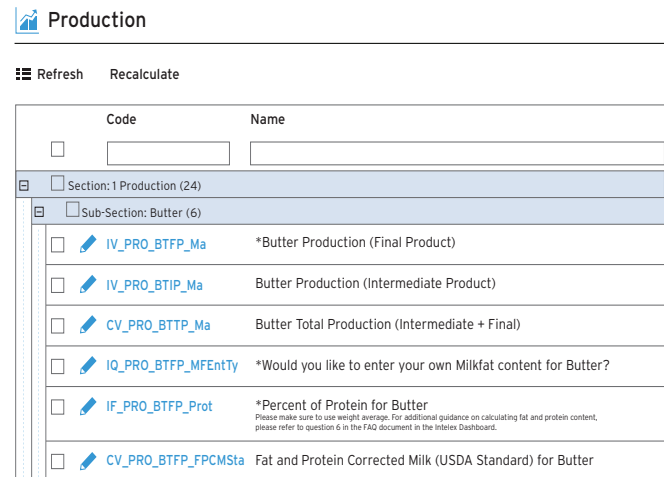 Production
Refresh Recalculate
Code Name
Section: 1 Production (24)
Sub-Section: Butter (6)
IV_PRO_BTFP_Ma *Butter Production (Final Product)
IV_PRO_BTIP_Ma Butter Production (Intermediate Product)
CV_PRO_BTTP_Ma Butter Total Production (Intermediate + Final)
IQ_PRO_BTFP_MFEntTy *Would you like to enter your own Milkfat content for Butter?
IF_PRO_BTFP_Prot *Percent of Protein for Butter
Please make sure to use weight average. For additional guidance on calculating fat and protein content,
please refer to question 6 in the FAQ document in the Intelex Dashboard.
CV_PRO_BTFP_FPCMSta Fat and Protein Corrected Milk (USDA Standard) for Butter